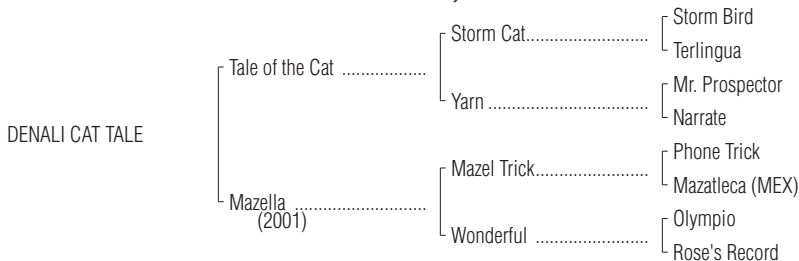 Storm Bird
Storm Cat..............................
Terlingua
Tale of the Cat ..................
Mr. Prospector
Yarn .......................................
Narrate
DENALI CAT TALE
Phone Trick
Mazel Trick............................
Mazatleca (MEX)
Mazella ...............................
(2001)
Olympio
Wonderful ...........................
Rose's Record